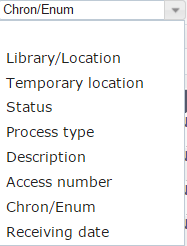 Chron/Enum
Library/Location
Temporary location
Status
Process type
Description
Access number
Chron/Enum
Receiving date